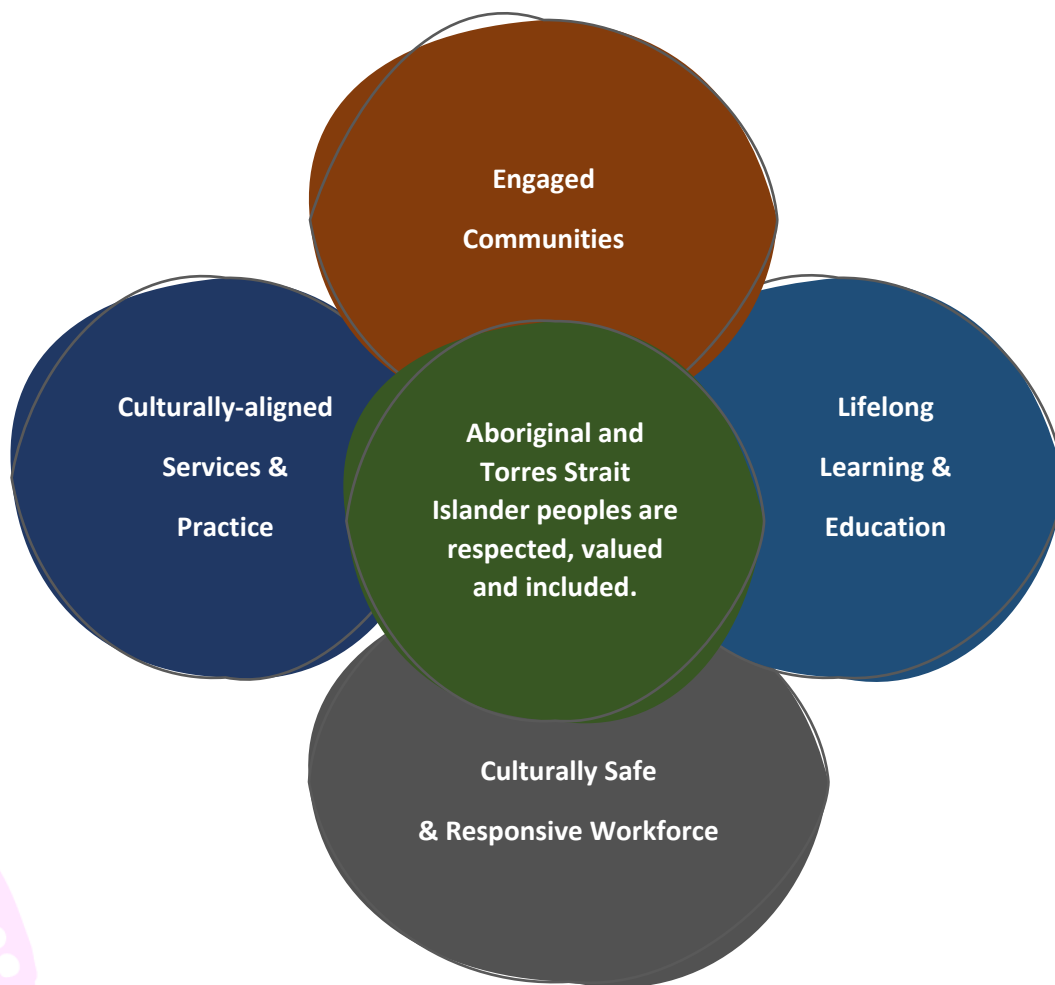 Engaged
Communities
Culturally-aligned
Services &
Practice
Aboriginal and
Torres Strait
Islander peoples are
respected, valued
and included.
Lifelong
Learning &
Education
Culturally Safe
& Responsive Workforce